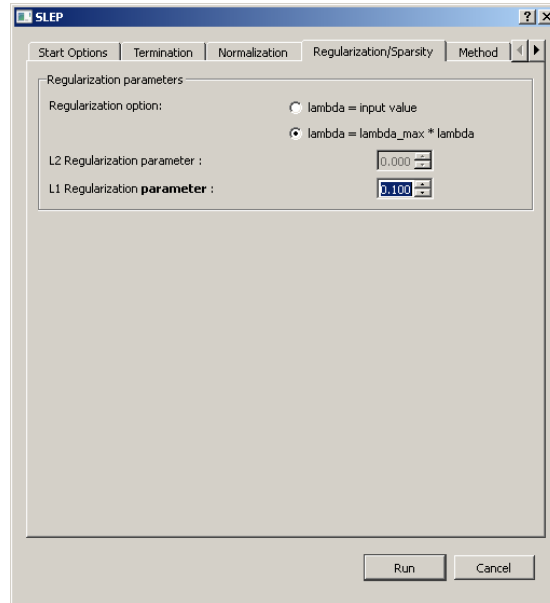 SLEP
Start Options Termination Normalization Regularization/Sparsity Method
Regularization parameters
Regularization option:
lambda = input value
lambda = lambda_max * lambda
L2 Regularization parameter : 0.000
L1 Regularization parameter : 0.100
Run Cancel